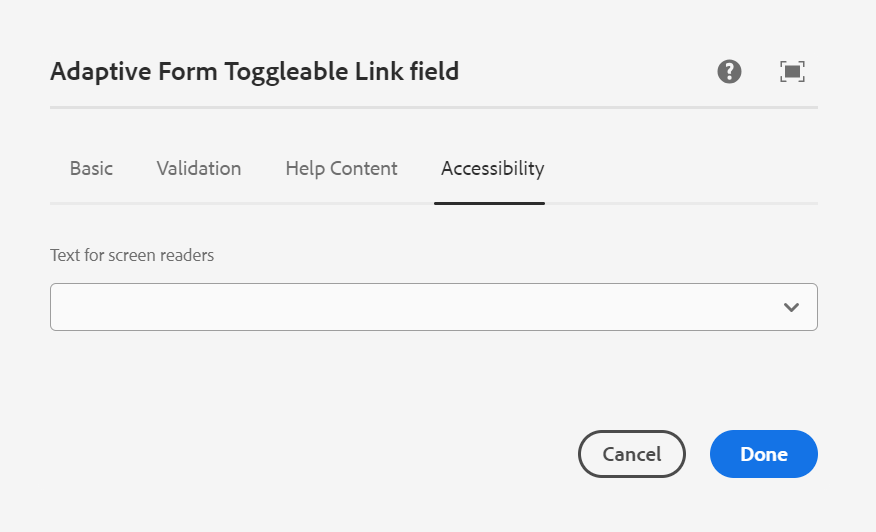 Adaptive Form Toggleable Link field
?
Basic Validation Help Content Accessibility
Text for screen readers
Cancel Done